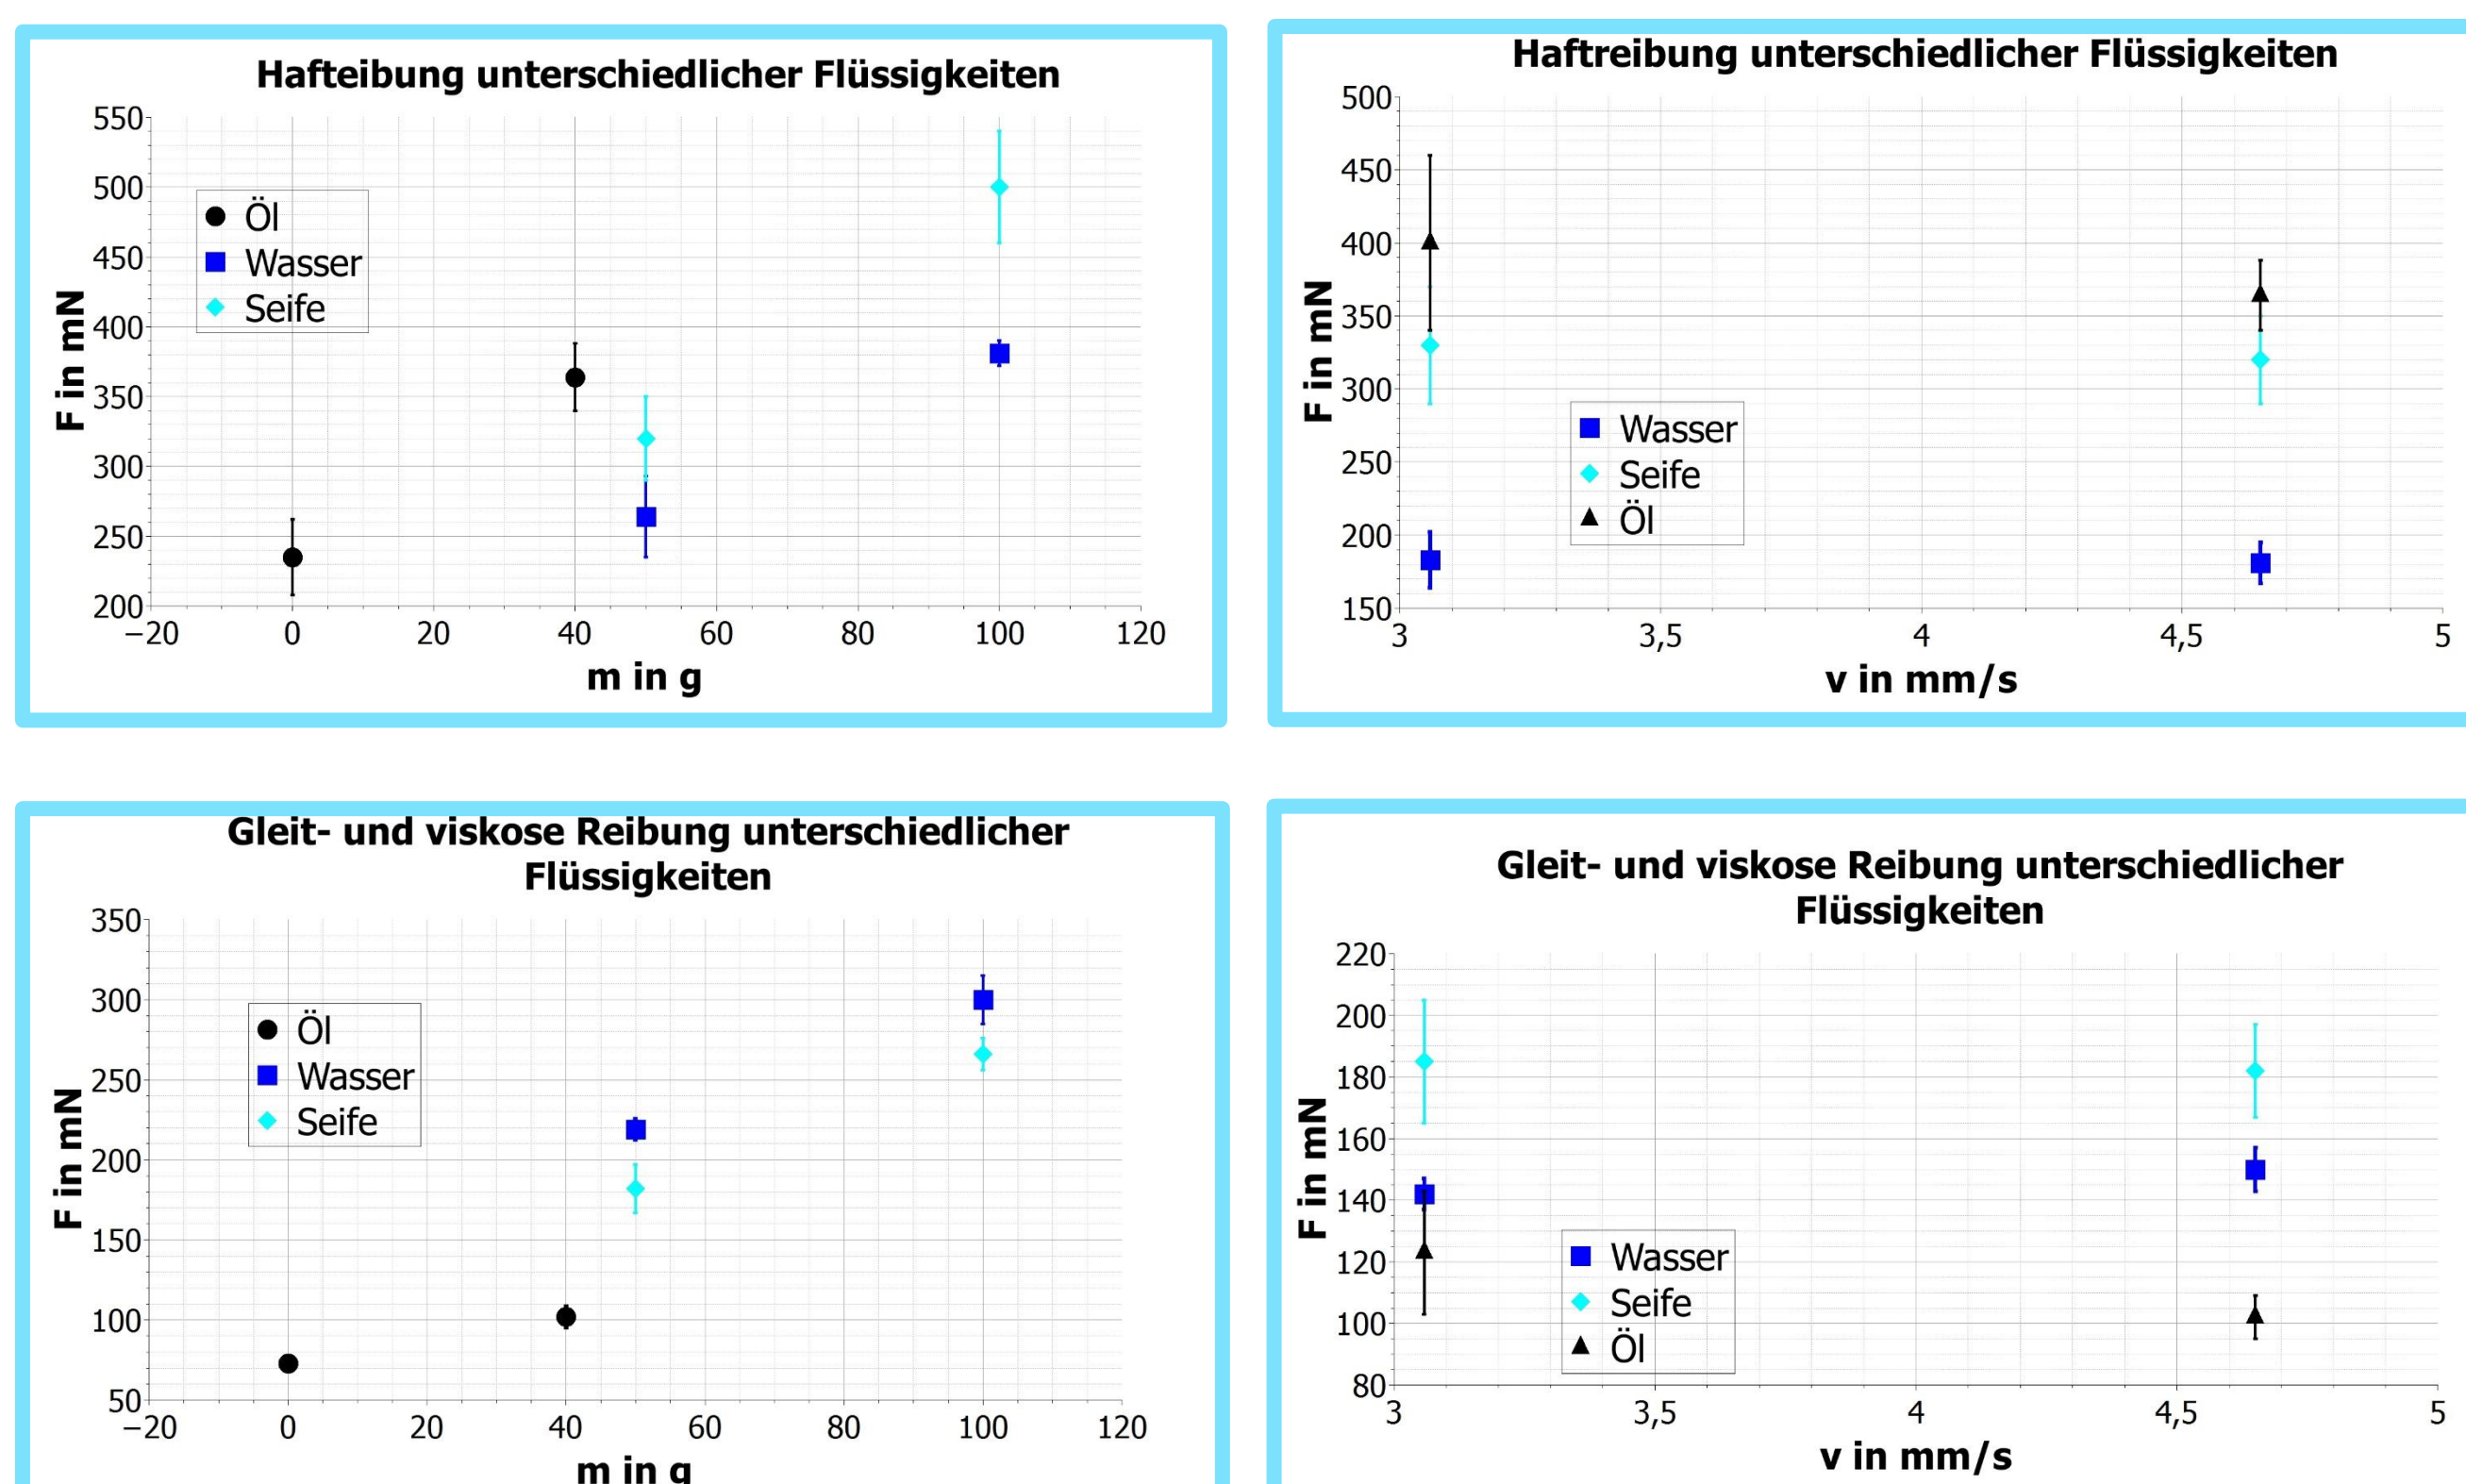 Hafteibung unterschiedlicher Flüssigkeiten
550
500
450
400
350
300
250
200
F in mN
Öl
Wasser
Seife
−20 0 20 40 60 80 100 120
m in g
Haftreibung unterschiedlicher Flüssigkeiten
500
450
400
350
300
250
200
150
F in mN
Wasser
Seife
Öl
3 3,5 4 4,5 5
v in mm/s
Gleit- und viskose Reibung unterschiedlicher
Flüssigkeiten
350
300
250
200
150
100
50
F in mN
Öl
Wasser
Seife
−20 0 20 40 60 80 100 120
m in g
Gleit- und viskose Reibung unterschiedlicher
Flüssigkeiten
220
200
180
160
140
120
100
80
F in mN
Wasser
Seife
Öl
3 3,5 4 4,5 5
v in mm/s